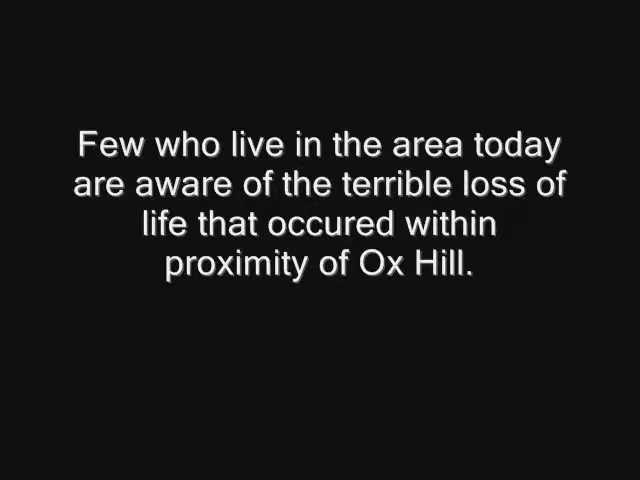 Few who live in the area today
are aware of the terrible loss of
life that occured within
proximity of Ox Hill.